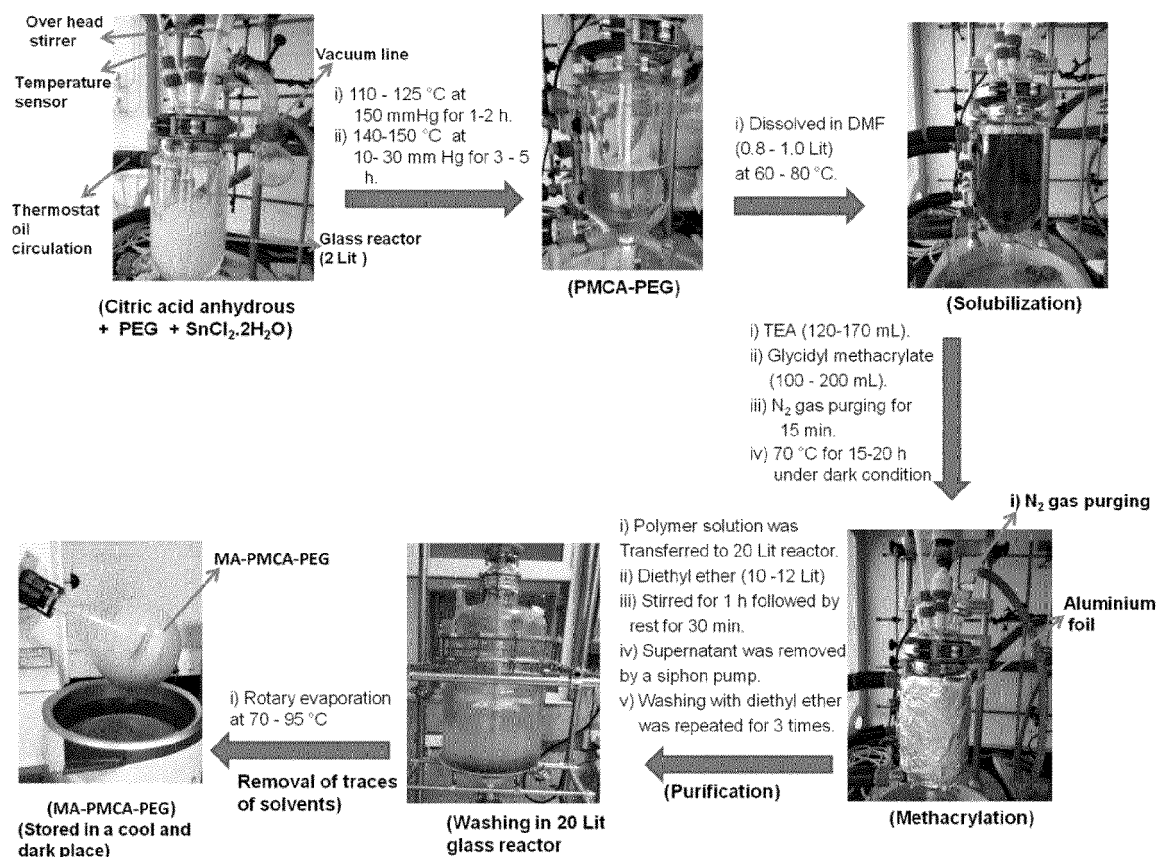 Over head
stirrer
Temperature
sensor
Thermostat
oil
circulation
Vacuum line
i) 110 - 125 °C at
150 mmHg for 1-2 h.
ii) 140-150 °C at
10- 30 mm Hg for 3 - 5
h.
Glass reactor
(2 Lit )
(Citric acid anhydrous
+ PEG + SnCl₂.2H₂O)
(PMCA-PEG)
i) Dissolved in DMF
(0.8 - 1.0 Lit)
at 60 - 80 °C.
(Solubilization)
i) TEA (120-170 mL).
ii) Glycidyl methacrylate
(100 - 200 mL).
iii) N₂ gas purging for
15 min.
iv) 70 °C for 15-20 h
under dark condition
i) N₂ gas purging
Aluminium
foil
(Methacrylation)
i) Polymer solution was
Transferred to 20 Lit reactor.
ii) Diethyl ether (10 -12 Lit)
iii) Stirred for 1 h followed by
rest for 30 min.
iv) Supernatant was removed
by a siphon pump.
v) Washing with diethyl ether
was repeated for 3 times.
(Purification)
(Washing in 20 Lit
glass reactor
i) Rotary evaporation
at 70 - 95 °C
Removal of traces
of solvents)
MA-PMCA-PEG
(MA-PMCA-PEG)
(Stored in a cool and
dark place)